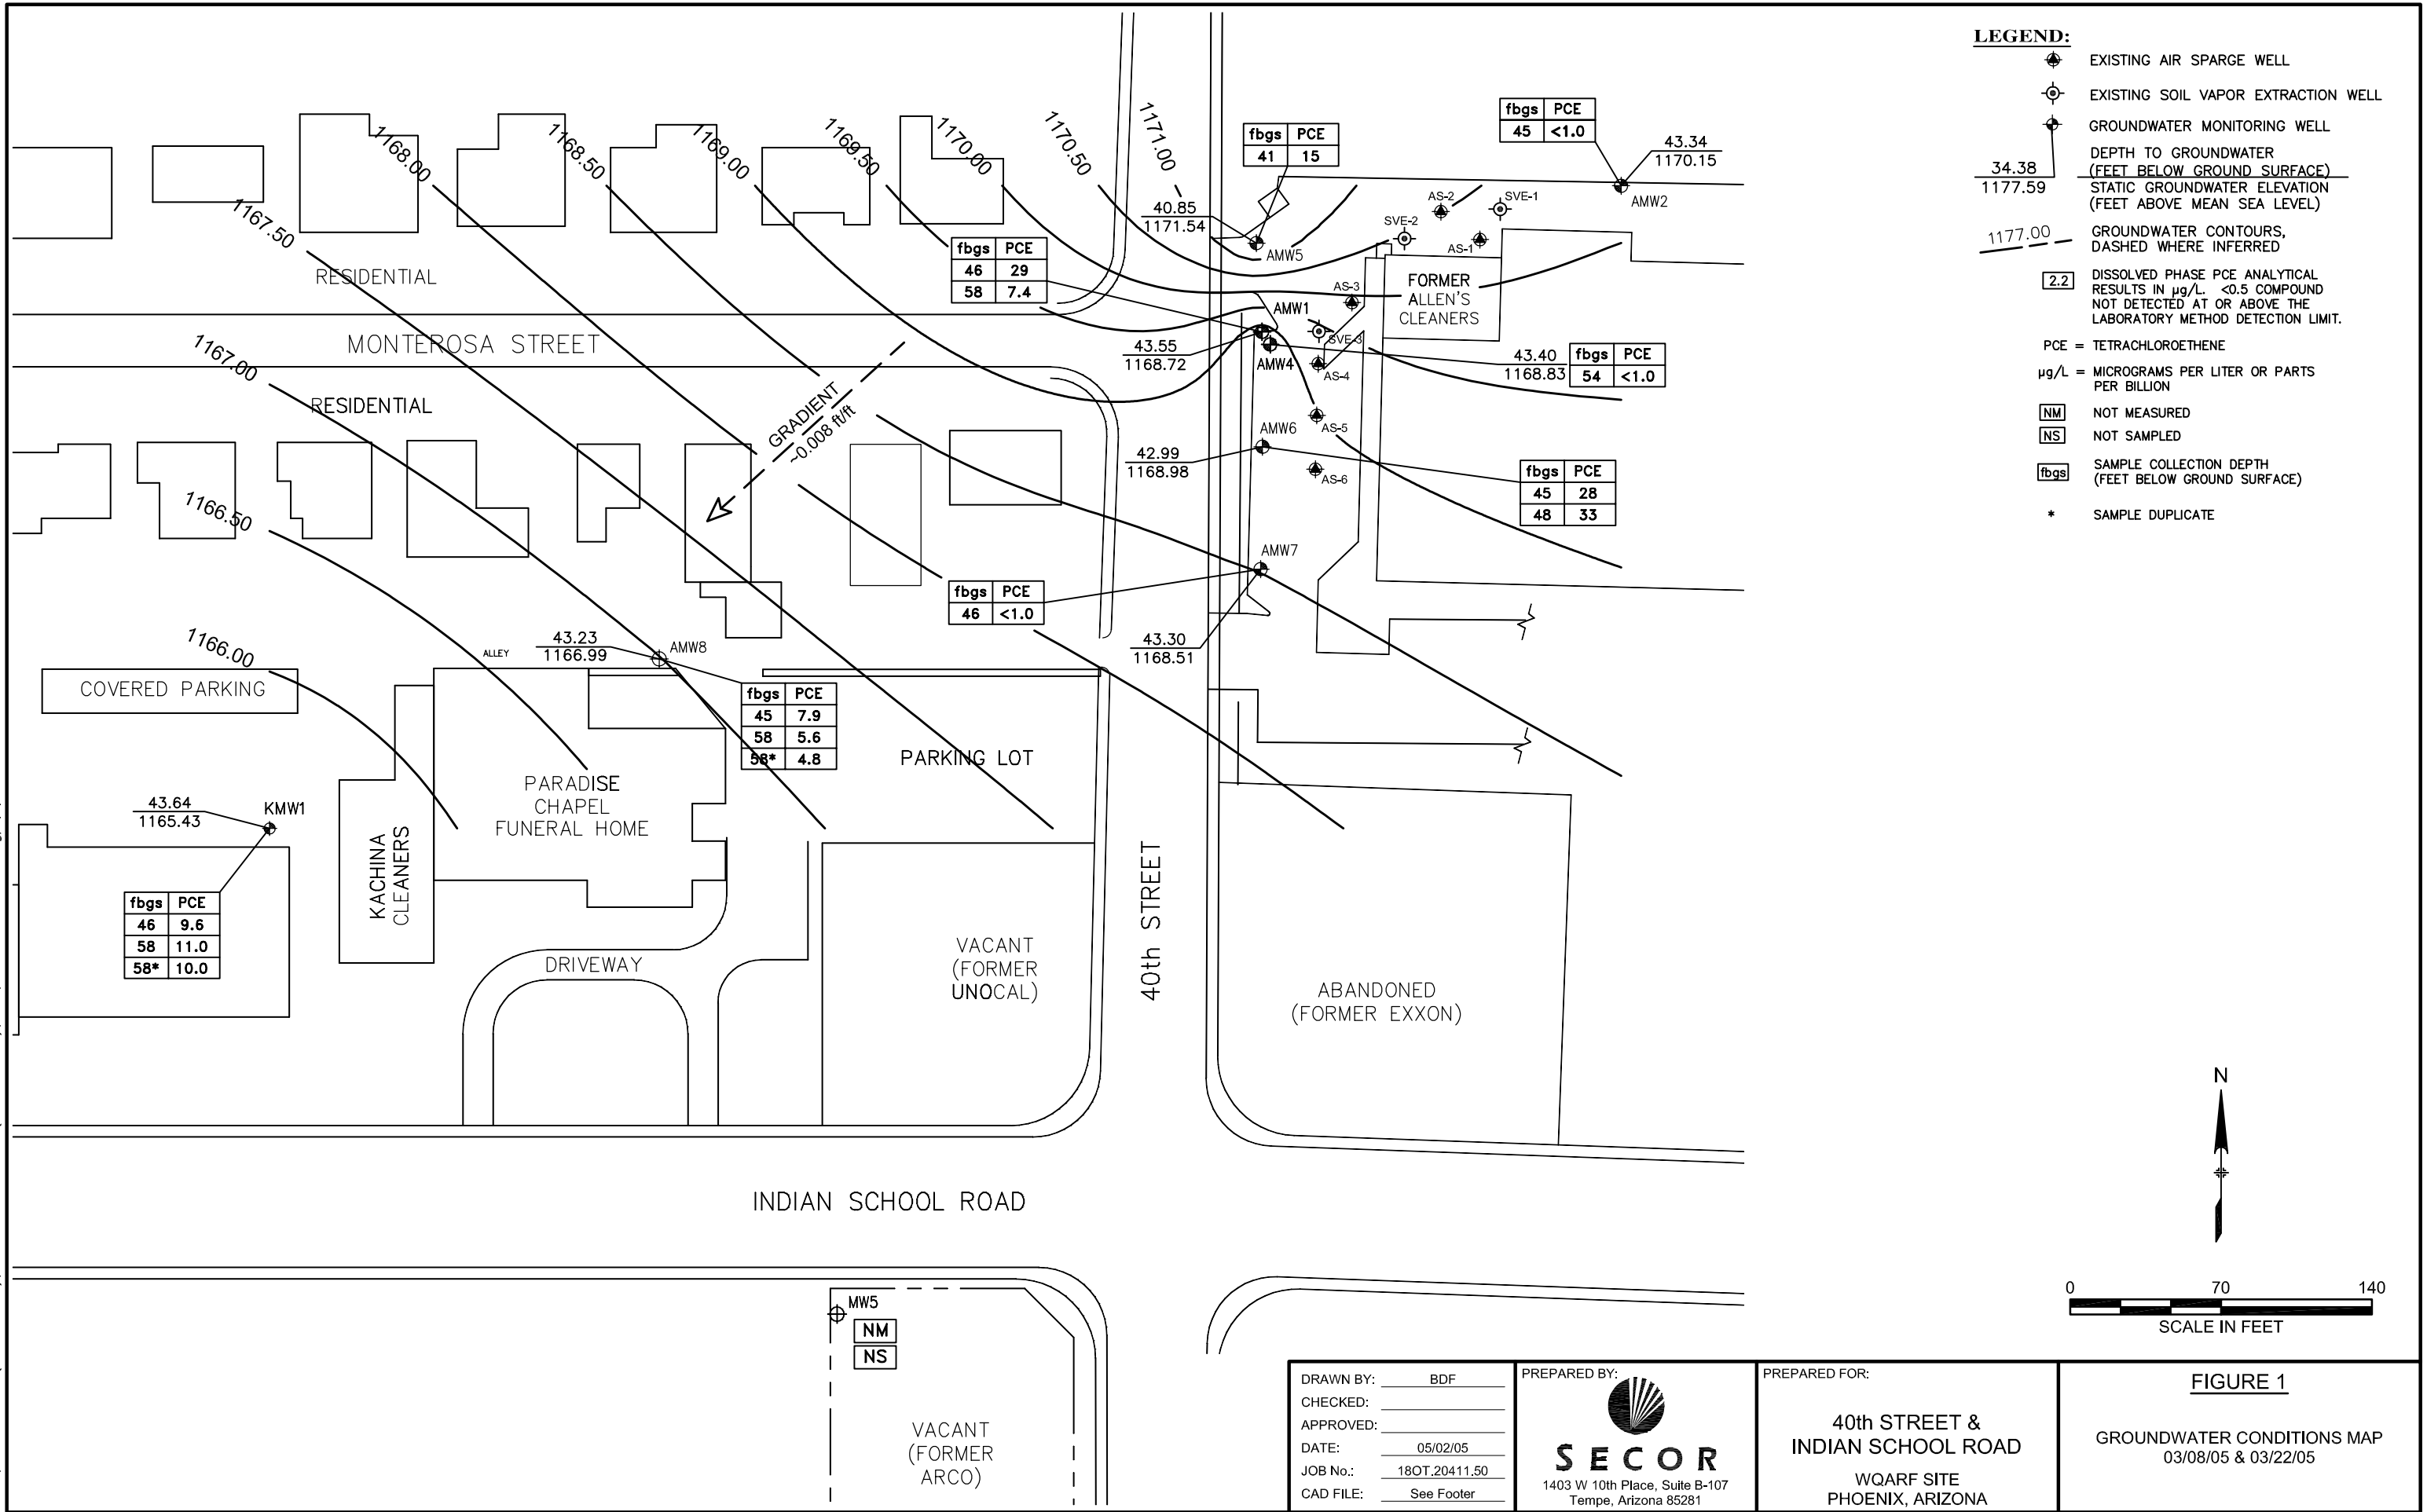 LEGEND:
EXISTING AIR SPARGE WELL
EXISTING SOIL VAPOR EXTRACTION WELL
GROUNDWATER MONITORING WELL
34.38
1177.59
DEPTH TO GROUNDWATER
(FEET BELOW GROUND SURFACE)
STATIC GROUNDWATER ELEVATION
(FEET ABOVE MEAN SEA LEVEL)
1177.00
GROUNDWATER CONTOURS,
DASHED WHERE INFERRED
2.2
DISSOLVED PHASE PCE ANALYTICAL
RESULTS IN µg/L. <0.5 COMPOUND
NOT DETECTED AT OR ABOVE THE
LABORATORY METHOD DETECTION LIMIT.
PCE = TETRACHLOROETHENE
µg/L = MICROGRAMS PER LITER OR PARTS
PER BILLION
NM NOT MEASURED
NS NOT SAMPLED
fbgs SAMPLE COLLECTION DEPTH
(FEET BELOW GROUND SURFACE)
* SAMPLE DUPLICATE
1168.00
1168.50
1169.00
1169.50
1170.00
1170.50
1171.00
1167.50
1167.00
1166.50
1166.00
fbgs PCE
41 15
fbgs PCE
45 <1.0
43.34
1170.15
AMW2
40.85
1171.54
AMW5
AS-2
SVE-1
SVE-2
AS-1
fbgs PCE
46 29
58 7.4
RESIDENTIAL
AS-3
FORMER
ALLEN'S
CLEANERS
AMW1
MONTEROSA STREET
SVE-3
43.55
1168.72
AMW4
AS-4
43.40
1168.83
fbgs PCE
54 <1.0
RESIDENTIAL
GRADIENT
~0.008 ft/ft
AS-5
AMW6
42.99
1168.98
AS-6
fbgs PCE
45 28
48 33
AMW7
fbgs PCE
46 <1.0
43.30
1168.51
43.23
1166.99
AMW8
ALLEY
COVERED PARKING
fbgs PCE
45 7.9
58 5.6
58* 4.8
PARKING LOT
PARADISE
CHAPEL
FUNERAL HOME
43.64
1165.43
KMW1
KACHINA
CLEANERS
fbgs PCE
46 9.6
58 11.0
58* 10.0
DRIVEWAY
VACANT
(FORMER
UNOCAL)
40th STREET
ABANDONED
(FORMER EXXON)
N
INDIAN SCHOOL ROAD
MW5
NM
NS
VACANT
(FORMER
ARCO)
0 70 140
SCALE IN FEET
DRAWN BY: BDF
CHECKED:
APPROVED:
DATE: 05/02/05
JOB No.: 18OT.20411.50
CAD FILE: See Footer
PREPARED BY:
SECOR
1403 W 10th Place, Suite B-107
Tempe, Arizona 85281
PREPARED FOR:
40th STREET &
INDIAN SCHOOL ROAD
WQARF SITE
PHOENIX, ARIZONA
FIGURE 1
GROUNDWATER CONDITIONS MAP
03/08/05 & 03/22/05